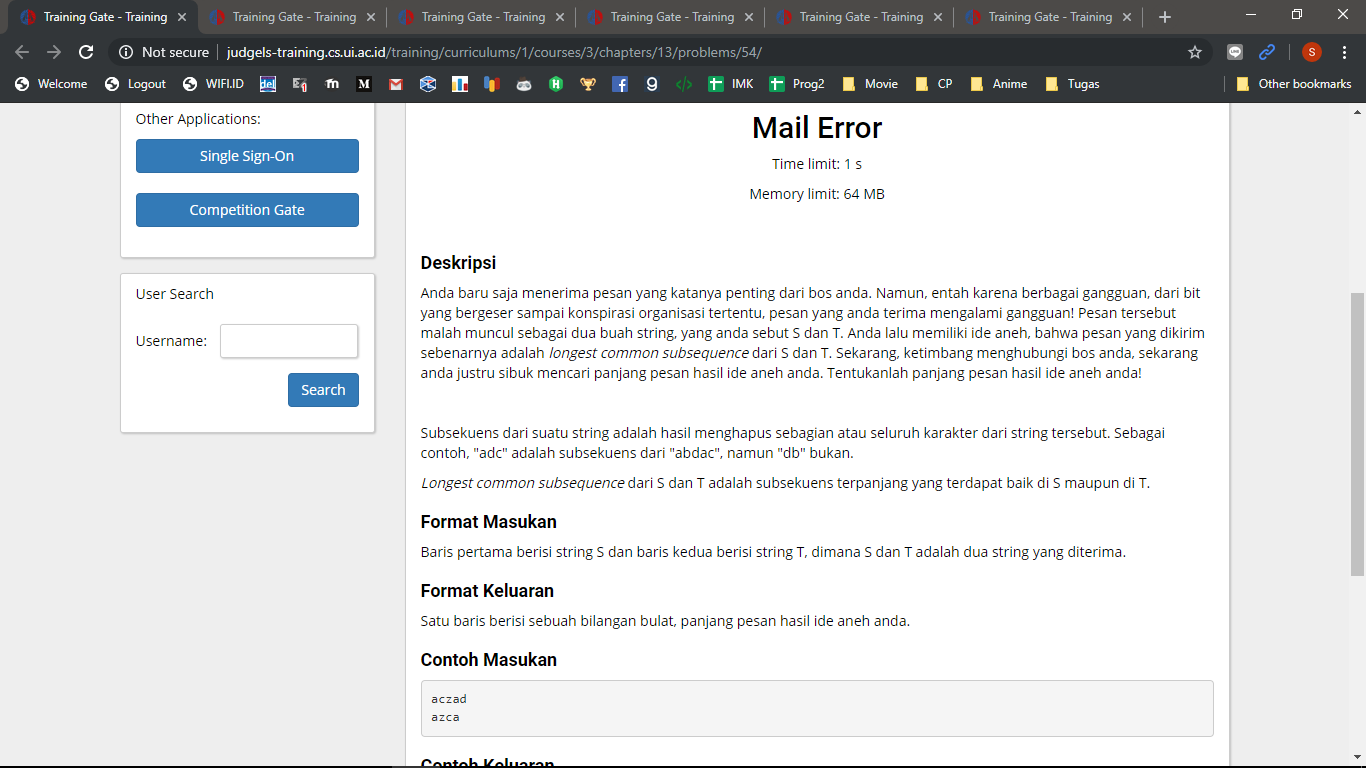 Training Gate - Training
Training Gate - Training
Training Gate - Training
Training Gate - Training
Training Gate - Training
Training Gate - Training
Not secure
judgels-training.cs.ui.ac.id/training/curriculums/1/courses/3/chapters/13/problems/54/
S
Welcome
Logout
WIFI.ID
del
m
M
g
IMK
Prog2
Movie
CP
Anime
Tugas
Other bookmarks
Other Applications:
Single Sign-On
Competition Gate
User Search
Username:
Search
Mail Error
Time limit: 1 s
Memory limit: 64 MB
Deskripsi
Anda baru saja menerima pesan yang katanya penting dari bos anda. Namun, entah karena berbagai gangguan, dari bit
yang bergeser sampai konspirasi organisasi tertentu, pesan yang anda terima mengalami gangguan! Pesan tersebut
malah muncul sebagai dua buah string, yang anda sebut S dan T. Anda lalu memiliki ide aneh, bahwa pesan yang dikirim
sebenarnya adalah longest common subsequence dari S dan T. Sekarang, ketimbang menghubungi bos anda, sekarang
anda justru sibuk mencari panjang pesan hasil ide aneh anda. Tentukanlah panjang pesan hasil ide aneh anda!
Subsekuens dari suatu string adalah hasil menghapus sebagian atau seluruh karakter dari string tersebut. Sebagai
contoh, "adc" adalah subsekuens dari "abdac", namun "db" bukan.
Longest common subsequence dari S dan T adalah subsekuens terpanjang yang terdapat baik di S maupun di T.
Format Masukan
Baris pertama berisi string S dan baris kedua berisi string T, dimana S dan T adalah dua string yang diterima.
Format Keluaran
Satu baris berisi sebuah bilangan bulat, panjang pesan hasil ide aneh anda.
Contoh Masukan
aczad
azca
Contoh Keluaran